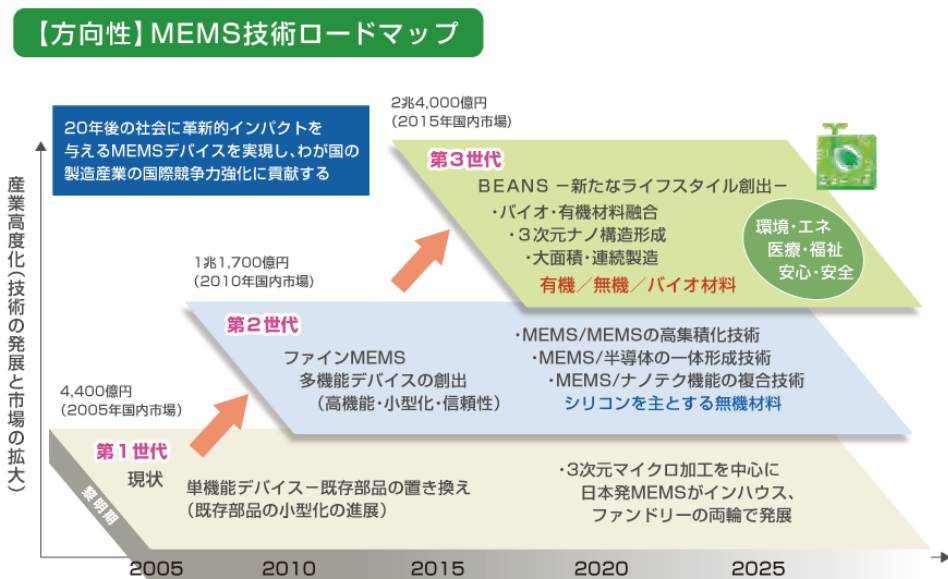 【方向性】MEMS技術ロードマップ
2兆4,000億円
(2015年国内市場)
20年後の社会に革新的インパクトを
与えるMEMSデバイスを実現し、わが国の
製造産業の国際競争力強化に貢献する
産業高度化(技術の発展と市場の拡大)
第3世代
BEANS －新たなライフスタイル創出－
・バイオ・有機材料融合
・3次元ナノ構造形成
・大面積・連続製造
有機／無機／バイオ材料
環境・エネ
医療・福祉
安心・安全
1兆1,700億円
(2010年国内市場)
第2世代
ファインMEMS
多機能デバイスの創出
(高機能・小型化・信頼性)
・MEMS/MEMSの高集積化技術
・MEMS/半導体の一体形成技術
・MEMS/ナノテク機能の複合技術
シリコンを主とする無機材料
4,400億円
(2005年国内市場)
第1世代
現状
単機能デバイス－既存部品の置き換え
(既存部品の小型化の進展)
・3次元マイクロ加工を中心に
日本発MEMSがインハウス、
ファンドリーの両輪で発展
黎明期
2005 2010 2015 2020 2025